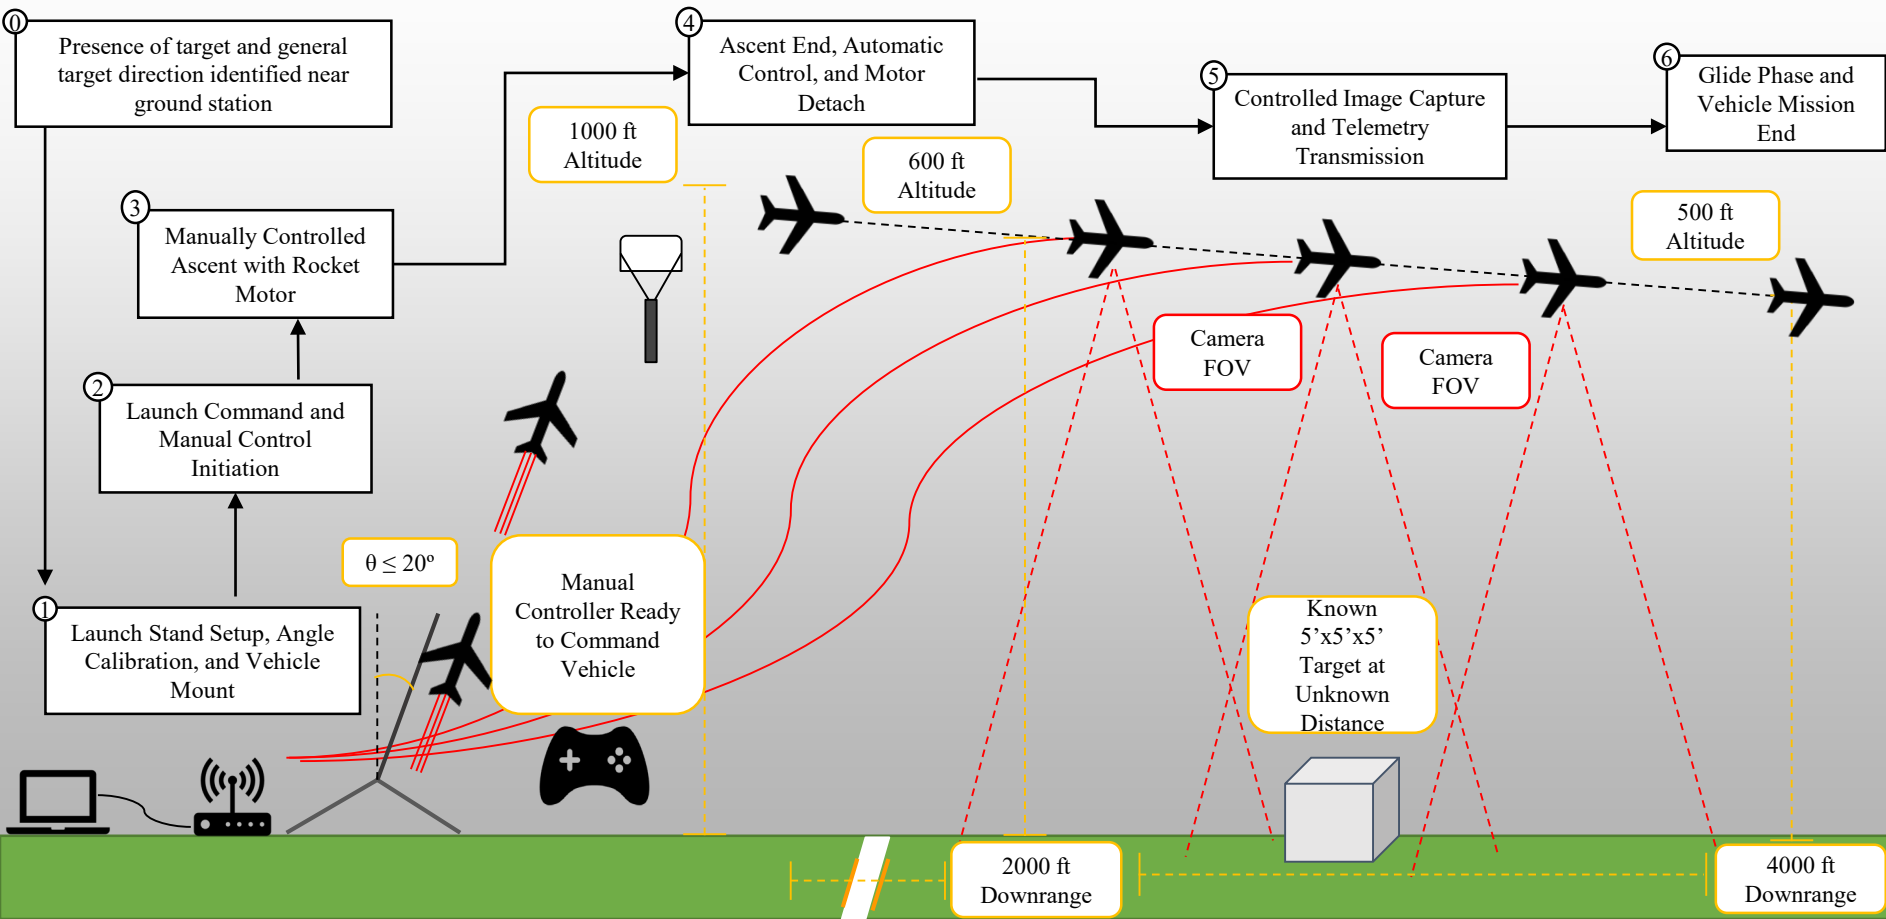 0
Presence of target and general
target direction identified near
ground station
4
Ascent End, Automatic
Control, and Motor
Detach
5
Controlled Image Capture
and Telemetry
Transmission
6
Glide Phase and
Vehicle Mission
End
1000 ft
Altitude
600 ft
Altitude
500 ft
Altitude
3
Manually Controlled
Ascent with Rocket
Motor
Camera
FOV
Camera
FOV
2
Launch Command and
Manual Control
Initiation
θ ≤ 20º
Manual
Controller Ready
to Command
Vehicle
1
Launch Stand Setup, Angle
Calibration, and Vehicle
Mount
Known
5’x5’x5’
Target at
Unknown
Distance
2000 ft
Downrange
4000 ft
Downrange